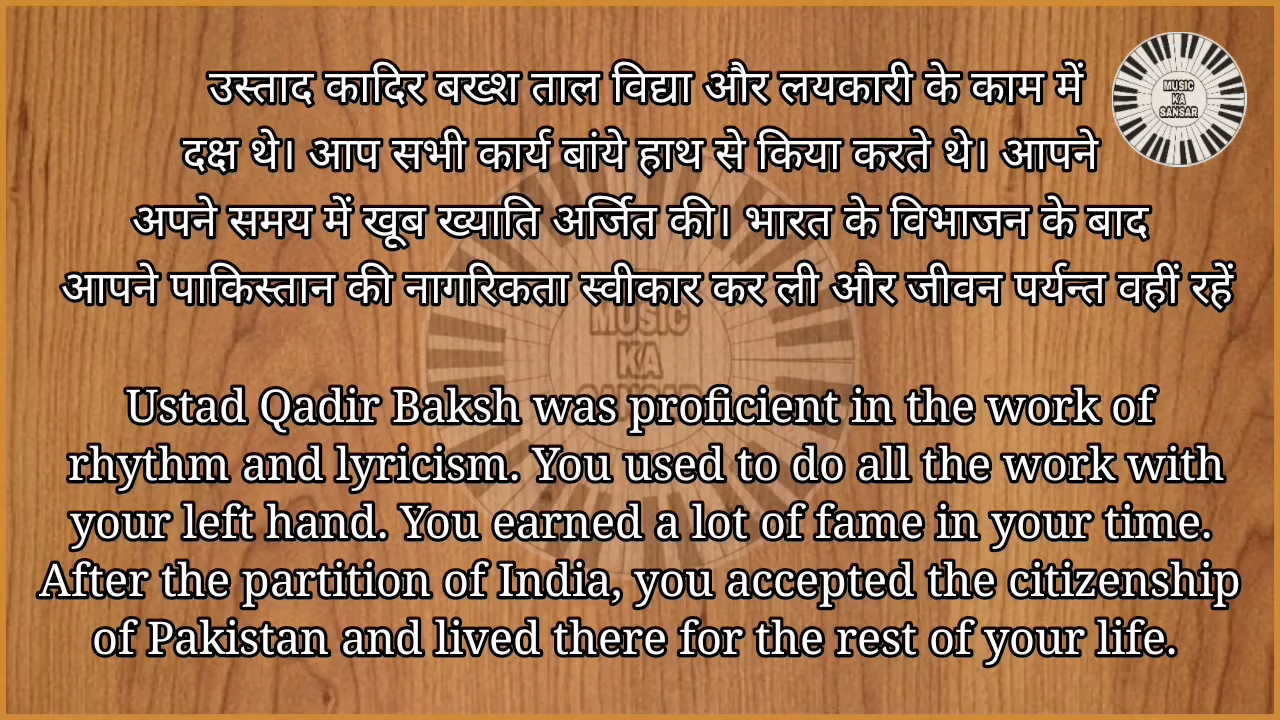 उस्ताद कादिर बख्श ताल विद्या और लयकारी के काम में
दक्ष थे। आप सभी कार्य बांये हाथ से किया करते थे। आपने
अपने समय में खूब ख्याति अर्जित की। भारत के विभाजन के बाद
आपने पाकिस्तान की नागरिकता स्वीकार कर ली और जीवन पर्यन्त वहीं रहें
MUSIC
KA
SANSAR
MUSIC
KA
SANSAR
Ustad Qadir Baksh was proficient in the work of
rhythm and lyricism. You used to do all the work with
your left hand. You earned a lot of fame in your time.
After the partition of India, you accepted the citizenship
of Pakistan and lived there for the rest of your life.